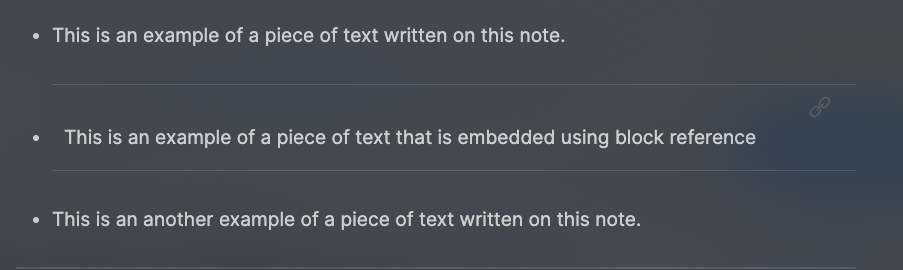 • This is an example of a piece of text written on this note.
• This is an example of a piece of text that is embedded using block reference
• This is an another example of a piece of text written on this note.